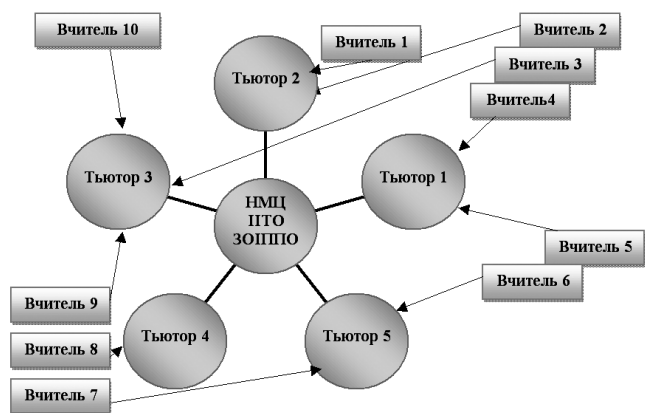 Вчитель 10
Вчитель 1
Вчитель 2
Вчитель 3
Вчитель4
Тьютор 2
Тьютор 3
Тьютор 1
НМЦ
ІІТО
ЗОІППО
Вчитель 5
Вчитель 6
Вчитель 9
Вчитель 8
Вчитель 7
Тьютор 4
Тьютор 5